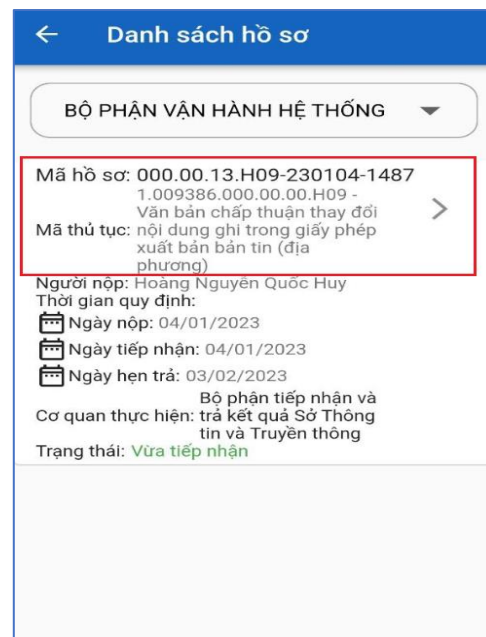 Danh sách hồ sơ
BỘ PHẬN VẬN HÀNH HỆ THỐNG
Mã hồ sơ: 000.00.13.H09-230104-1487
1.009386.000.00.00.H09 -
Văn bản chấp thuận thay đổi
Mã thủ tục: nội dung ghi trong giấy phép
xuất bản bản tin (địa
phương)
Người nộp: Hoàng Nguyên Quốc Huy
Thời gian quy định:
Ngày nộp: 04/01/2023
Ngày tiếp nhận: 04/01/2023
Ngày hẹn trả: 03/02/2023
Bộ phận tiếp nhận và
Cơ quan thực hiện: trả kết quả Sở Thông
tin và Truyền thông
Trạng thái: Vừa tiếp nhận